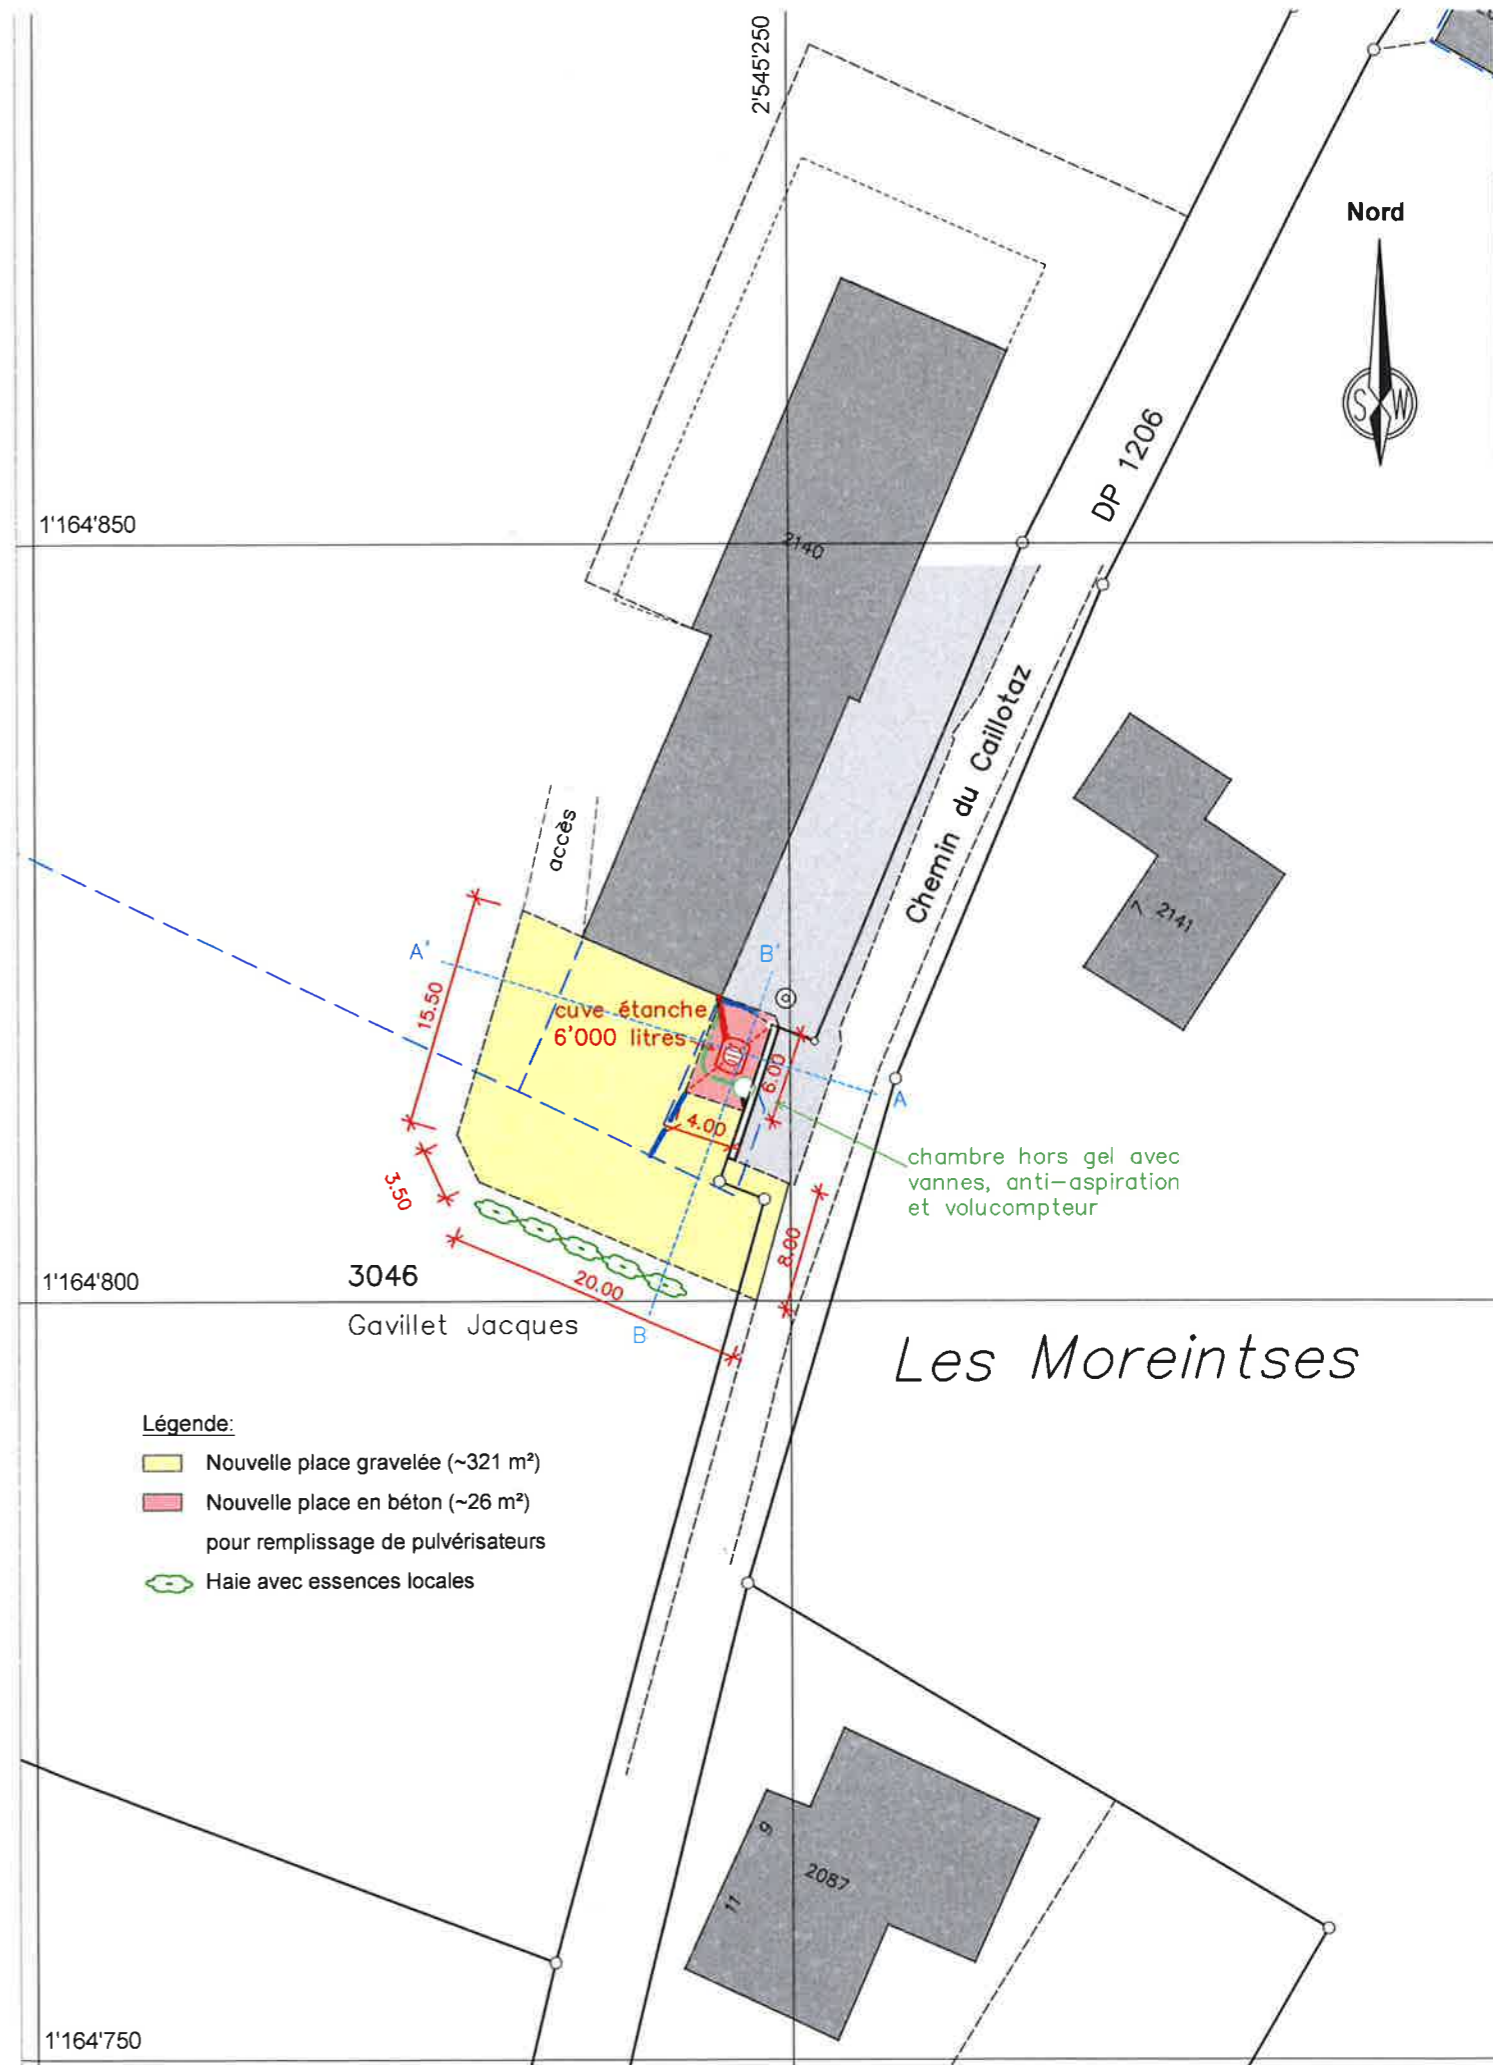 2'545'250
Nord
S W
DP 1206
1'164'850
2140
Chemin du Caillotaz
accès
7
2141
A'
B'
15.50
cuve étanche
6'000 litres
6.00
A
4.00
chambre hors gel avec
vannes, anti-aspiration
et volucompteur
3.50
8.00
20.00
1'164'800
3046
Gavillet Jacques
B
Les Moreintses
Légende:
Nouvelle place gravelée (~321 m²)
Nouvelle place en béton (~26 m²)
pour remplissage de pulvérisateurs
Haie avec essences locales
9
2087
11
1'164'750